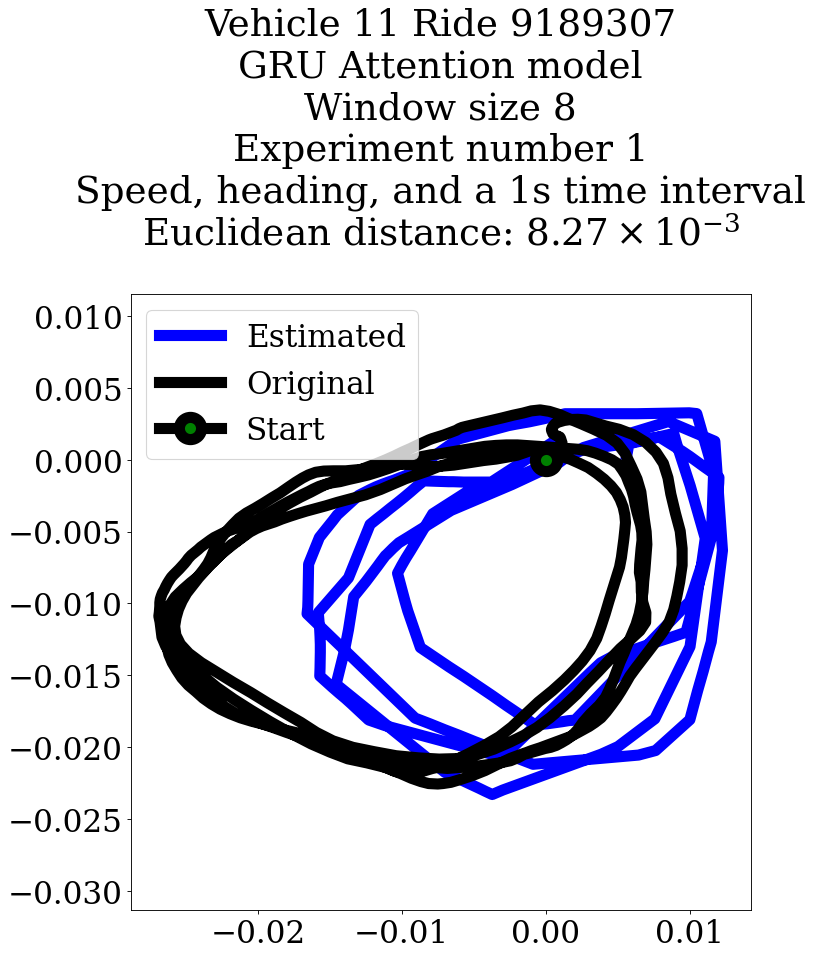 Vehicle 11 Ride 9189307
GRU Attention model
Window size 8
Experiment number 1
Speed, heading, and a 1s time interval
Euclidean distance: 8.27 × 10⁻³
Estimated
Original
Start
0.010
0.005
0.000
−0.005
−0.010
−0.015
−0.020
−0.025
−0.030
−0.02
−0.01
0.00
0.01